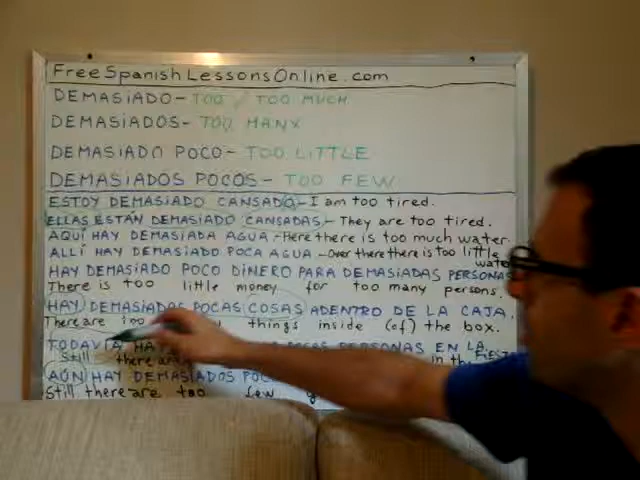 FreeSpanishLessonsOnline.com
DEMASIADO - TOO / TOO MUCH
DEMASIADOS - TOO MANY
DEMASIADO POCO - TOO LITTLE
DEMASIADOS POCOS - TOO FEW
ESTOY DEMASIADO CANSADO - I am too tired.
ELLAS ESTÁN DEMASIADO CANSADAS - They are too tired.
AQUÍ HAY DEMASIADA AGUA - Here there is too much water.
ALLÍ HAY DEMASIADO POCA AGUA - Over there there is too little water
HAY DEMASIADO POCO DINERO PARA DEMASIADAS PERSONAS
There is too little money for too many persons.
HAY DEMASIADOS POCAS COSAS ADENTRO DE LA CAJA.
There are too things inside (of) the box.
TODAVÍA HA PERSONAS EN LA FIESTA
Still there are in the
AÚN HAY DEMASIADOS POC
Still there are too few